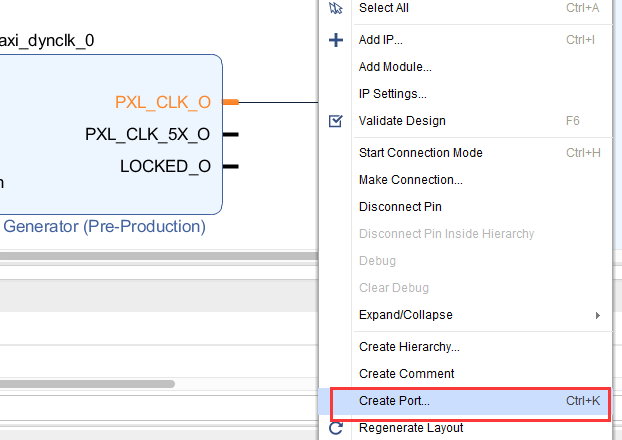 axi_dynclk_0
PXL_CLK_O
PXL_CLK_5X_O
LOCKED_O
n
Generator (Pre-Production)
Select All Ctrl+A
Add IP... Ctrl+I
Add Module...
IP Settings...
Validate Design F6
Start Connection Mode Ctrl+H
Make Connection...
Disconnect Pin
Disconnect Pin Inside Hierarchy
Debug
Clear Debug
Expand/Collapse
Create Hierarchy...
Create Comment
Create Port... Ctrl+K
Regenerate Layout